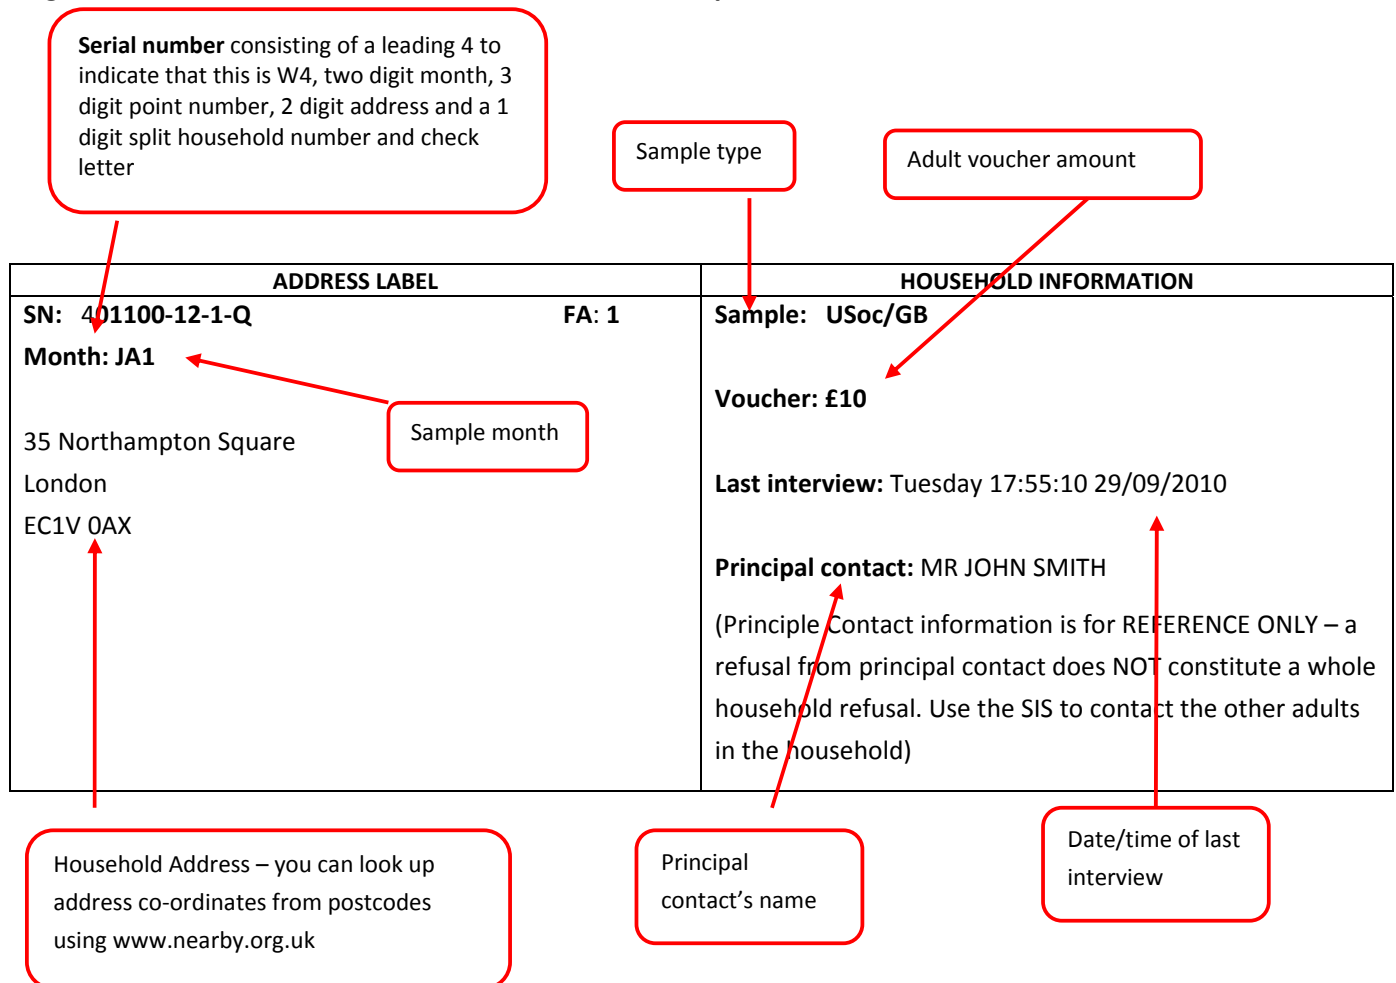 Serial number consisting of a leading 4 to
indicate that this is W4, two digit month, 3
digit point number, 2 digit address and a 1
digit split household number and check
letter
Sample type
Adult voucher amount
ADDRESS LABEL
HOUSEHOLD INFORMATION
SN: 401100-12-1-Q FA: 1
Month: JA1
Sample month
35 Northampton Square
London
EC1V 0AX
Sample: USoc/GB
Voucher: £10
Last interview: Tuesday 17:55:10 29/09/2010
Principal contact: MR JOHN SMITH
(Principle Contact information is for REFERENCE ONLY – a
refusal from principal contact does NOT constitute a whole
household refusal. Use the SIS to contact the other adults
in the household)
Household Address – you can look up
address co-ordinates from postcodes
using www.nearby.org.uk
Principal
contact’s name
Date/time of last
interview